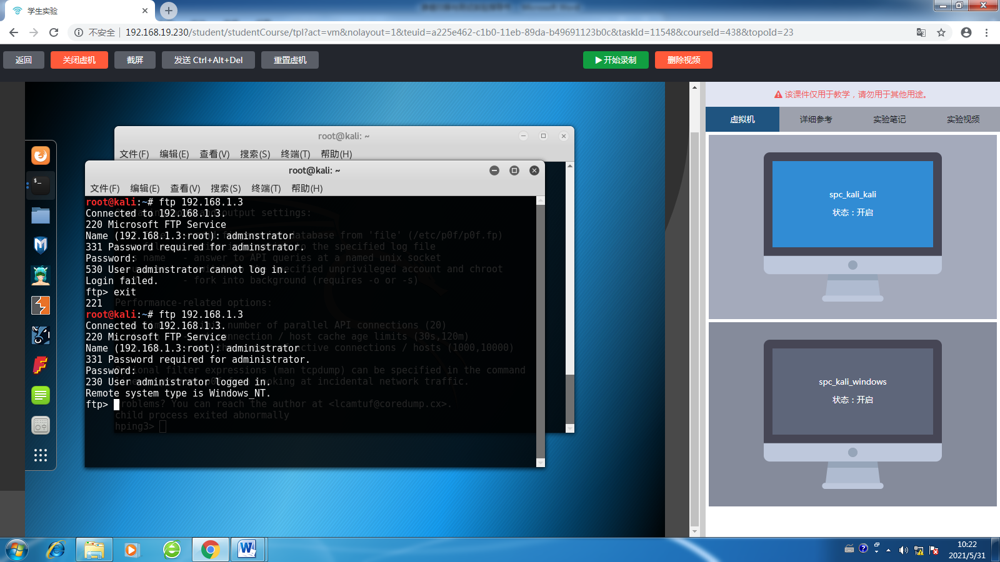 学生实验
不安全 192.168.19.230/student/studentCourse/tpl?act=vm&nolayout=1&teuid=a225e462-c1b0-11eb-89da-b49691123b0c&taskId=11548&courseId=438&topoId=23
返回 关闭虚机 截屏 发送 Ctrl+Alt+Del 重置虚机 开始录制 删除视频
该课件仅用于教学，请勿用于其他用途。
虚拟机 详细参考 实验笔记 实验视频
root@kali: ~
文件(F) 编辑(E) 查看(V) 搜索(S) 终端(T) 帮助(H)
root@kali: ~
文件(F) 编辑(E) 查看(V) 搜索(S) 终端(T) 帮助(H)
root@kali:~# ftp 192.168.1.3
Connected to 192.168.1.3.
220 Microsoft FTP Service
Name (192.168.1.3:root): adminstrator
331 Password required for adminstrator.
Password:
530 User adminstrator cannot log in.
Login failed.
ftp> exit
221
root@kali:~# ftp 192.168.1.3
Connected to 192.168.1.3.
220 Microsoft FTP Service
Name (192.168.1.3:root): administrator
331 Password required for administrator.
Password:
230 User administrator logged in.
Remote system type is Windows_NT.
ftp>
output settings:
database from 'file' (/etc/p0f/p0f.fp)
the specified log file
name - answer to API queries at a named unix socket
specified unprivileged account and chroot
- fork into background (requires -o or -s)
Performance-related options:
number of parallel API connections (20)
connection / host cache age limits (30s,120m)
active connections / hosts (1000,10000)
filter expressions (man tcpdump) can be specified in the command
looking at incidental network traffic.
roblems? You can reach the author at <lcamtuf@coredump.cx>.
child process exited abnormally
hping3>
spc_kali_kali
状态：开启
spc_kali_windows
状态：开启
10:22
2021/5/31